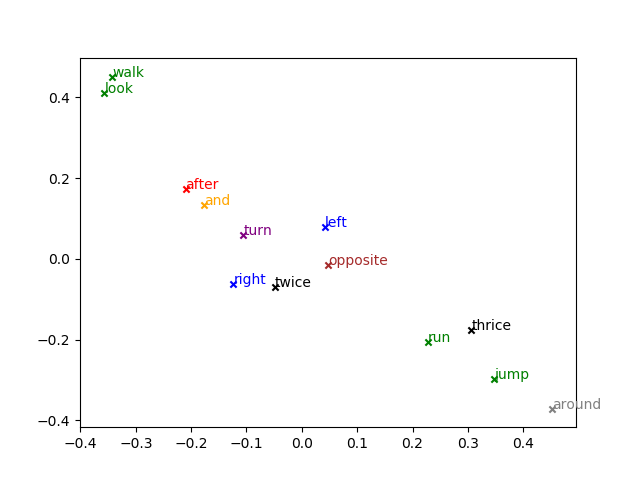 walk
look
0.4
after
0.2
and
left
turn
0.0
opposite
right
twice
thrice
−0.2
run
jump
around
−0.4
−0.4 −0.3 −0.2 −0.1 0.0 0.1 0.2 0.3 0.4